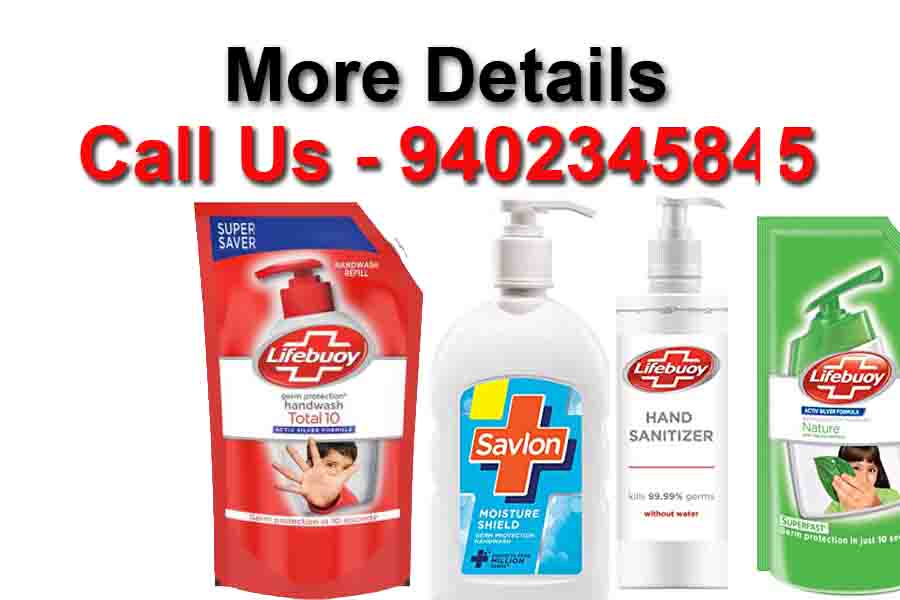 More Details
Call Us - 9402345845
SUPER
SAVER
HANDWASH
REFILL
Lifebuoy
germ protection*
handwash
Total 10
ACTIV SILVER FORMULA
Germ protection in 10 seconds*
Savlon
MOISTURE
SHIELD
GERM PROTECTION
HANDWASH
MILLION
Lifebuoy
HAND
SANITIZER
kills 99.99% germs
without water
Lifebuoy
ACTIV SILVER FORMULA
Nature
SUPERFAST*
Germ protection in just 10 sec